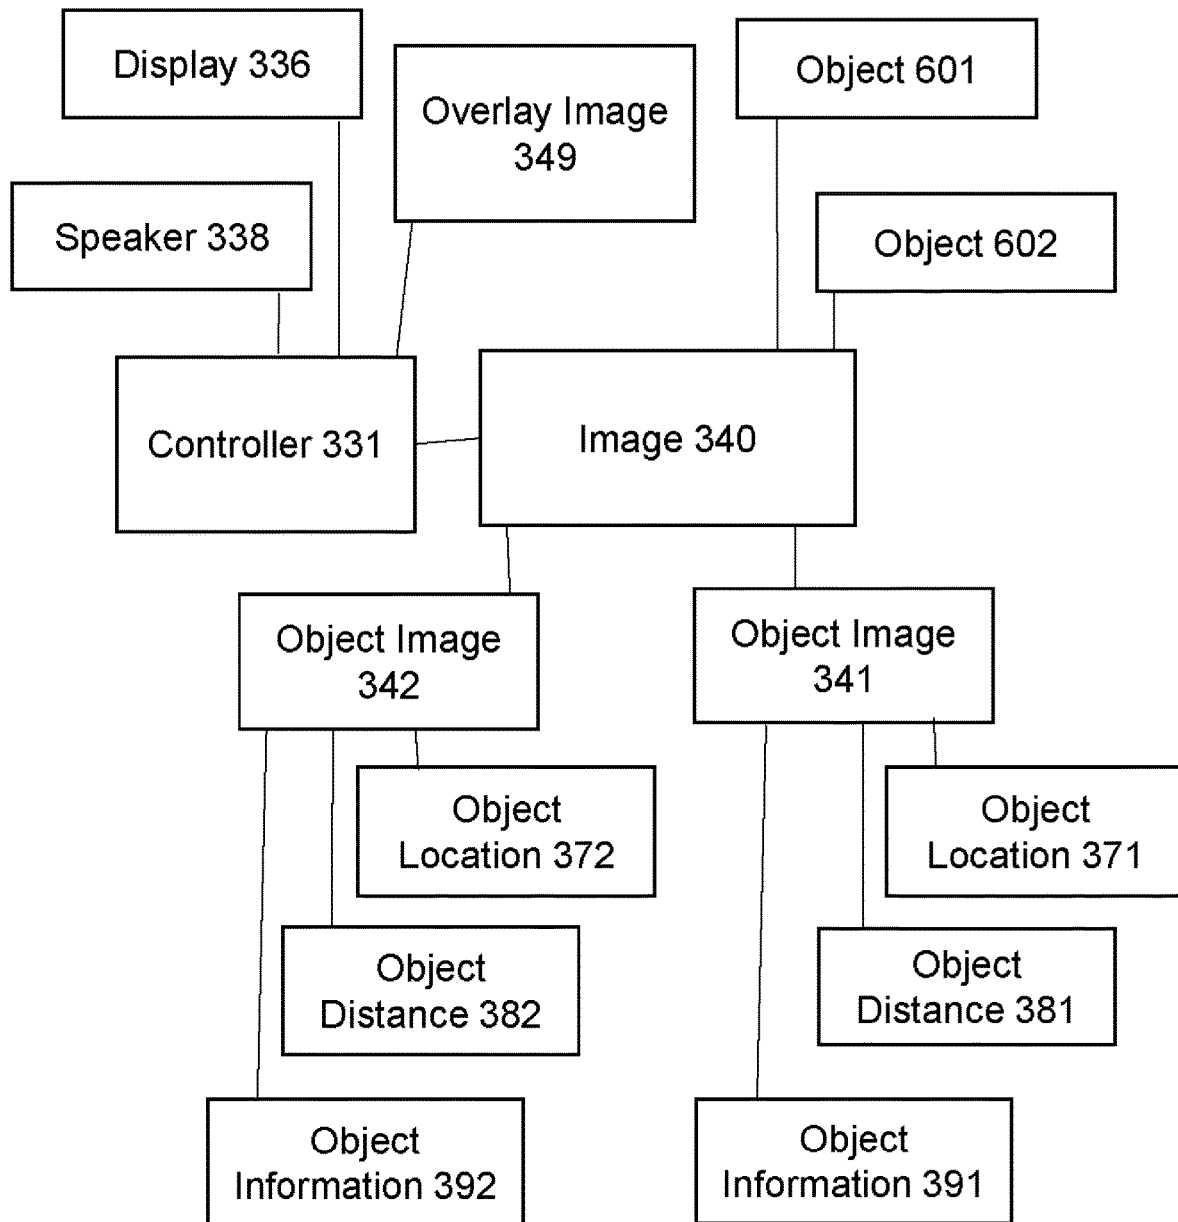 Display 336
Overlay Image
349
Object 601
Speaker 338
Object 602
Controller 331
Image 340
Object Image
342
Object Image
341
Object
Location 372
Object
Location 371
Object
Distance 382
Object
Distance 381
Object
Information 392
Object
Information 391